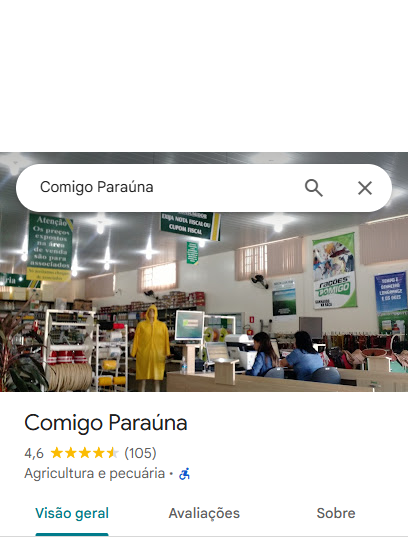 Comigo Paraúna
EXIJA NOTA FISCAL OU
CUPOM FISCAL
Atenção
Os preços
expostos
na área
de venda
são para
associados
RAÇÕES
COMIGO
Comigo Paraúna
4,6 (105)
Agricultura e pecuária •
Visão geral
Avaliações
Sobre